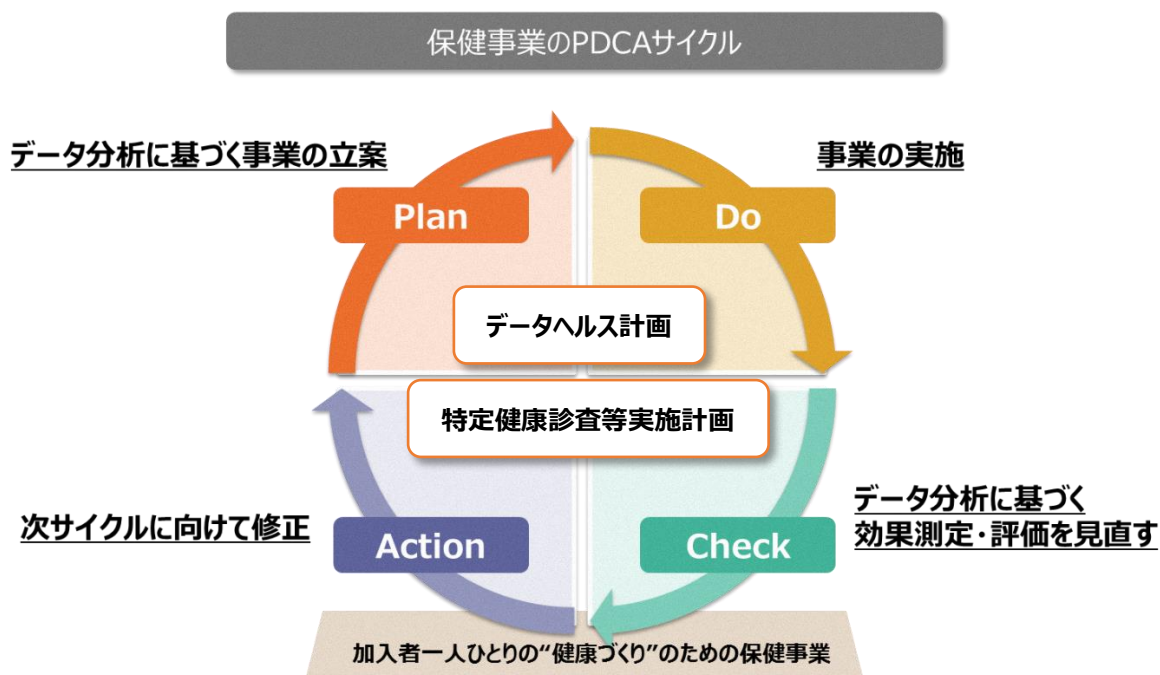 保健事業のPDCAサイクル
データ分析に基づく事業の立案
事業の実施
Plan
Do
データヘルス計画
特定健康診査等実施計画
次サイクルに向けて修正
データ分析に基づく
効果測定・評価を見直す
Action
Check
加入者一人ひとりの“健康づくり”のための保健事業